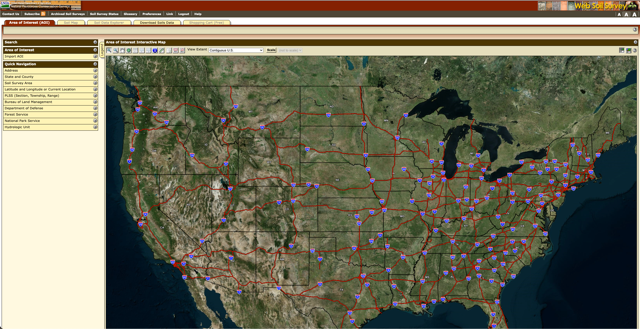 Web Soil Survey
Contact Us Subscribe Archived Soil Surveys Soil Survey Status Glossary Preferences Link Logout Help
A A A
Area of Interest (AOI) Soil Map Soil Data Explorer Download Soils Data Shopping Cart (Free)
Search
Area of Interest
Import AOI
Quick Navigation
Address
State and County
Soil Survey Area
Latitude and Longitude or Current Location
PLSS (Section, Township, Range)
Bureau of Land Management
Department of Defense
Forest Service
National Park Service
Hydrologic Unit
Area of Interest Interactive Map
View Extent Contiguous U.S. Scale